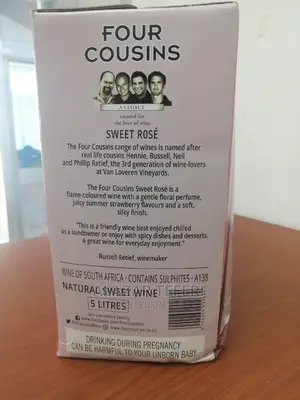 FOUR
COUSINS
A LEGACY
created for
the love of wine
SWEET ROSÉ
The Four Cousins range of wines is named after
real life cousins Hennie, Bussell, Neil
and Phillip Retief, the 3rd generation of wine-lovers
at Van Loveren Vineyards.
The Four Cousins Sweet Rosé is a
flame-coloured wine with a gentle floral perfume,
juicy summer strawberry flavours and a soft,
silky finish.
"This is a friendly wine best enjoyed chilled
as a sundowner or enjoy with spicy dishes and desserts.
A great wine for everyday enjoyment."
Bussell Retief, winemaker
WINE OF SOUTH AFRICA - CONTAINS SULPHITES - A138
NATURAL SWEET WINE
5 LITRES
DRINKING DURING PREGNANCY
CAN BE HARMFUL TO YOUR UNBORN BABY